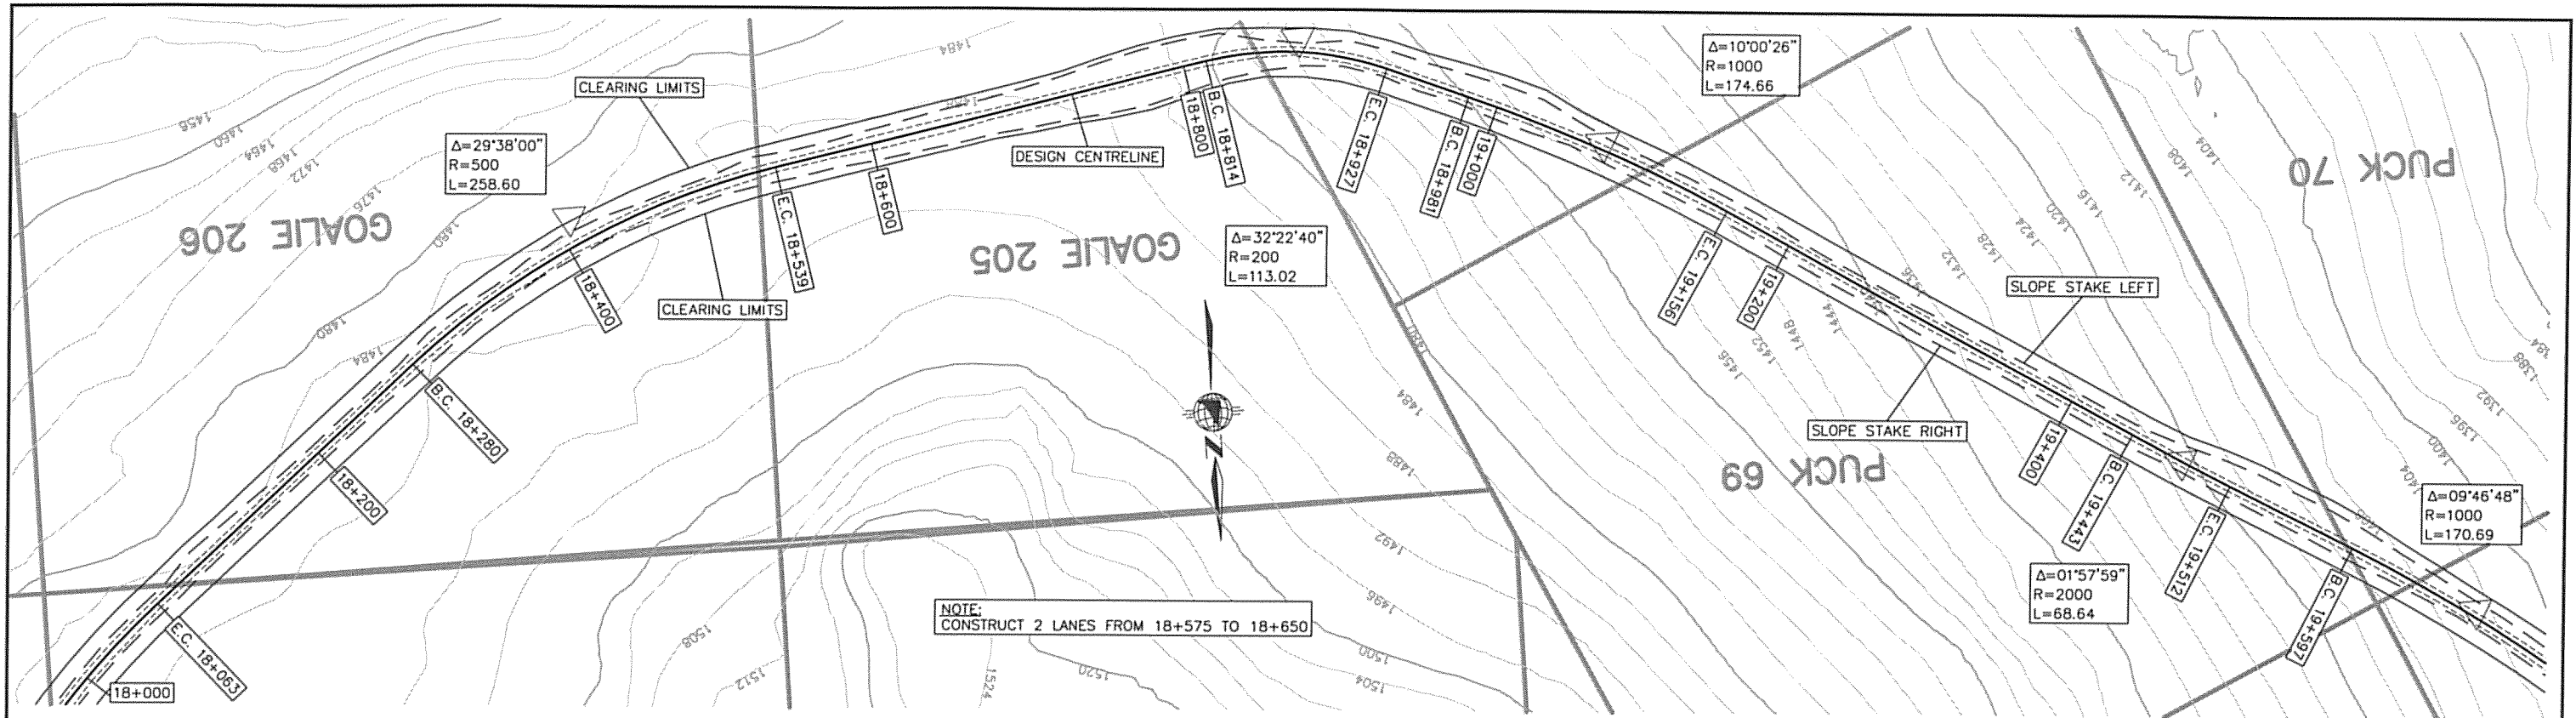 CLEARING LIMITS
Δ=29°38'00"
R=500
L=258.60
GOALIE 206
1456
1460
1464
1468
1472
1476
1480
1480
1484
1484
1488
18+000
E.C. 18+063
18+200
B.C. 18+280
18+400
E.C. 18+539
18+600
CLEARING LIMITS
DESIGN CENTRELINE
18+800
B.C. 18+814
GOALIE 205
Δ=32°22'40"
R=200
L=113.02
N
E.C. 18+927
B.C. 18+981
19+000
Δ=10°00'26"
R=1000
L=174.66
E.C. 19+156
19+200
1480
1484
1488
1492
1496
1500
1504
1508
1512
1520
1524
NOTE:
CONSTRUCT 2 LANES FROM 18+575 TO 18+650
1456
1452
1448
1444
1440
1436
1432
1428
1424
1420
1416
1412
1408
1404
PUCK 70
SLOPE STAKE LEFT
SLOPE STAKE RIGHT
PUCK 69
19+400
B.C. 19+443
E.C. 19+512
Δ=01°57'59"
R=2000
L=68.64
B.C. 19+597
Δ=09°46'48"
R=1000
L=170.69
1408
1404
1400
1396
1392
1388